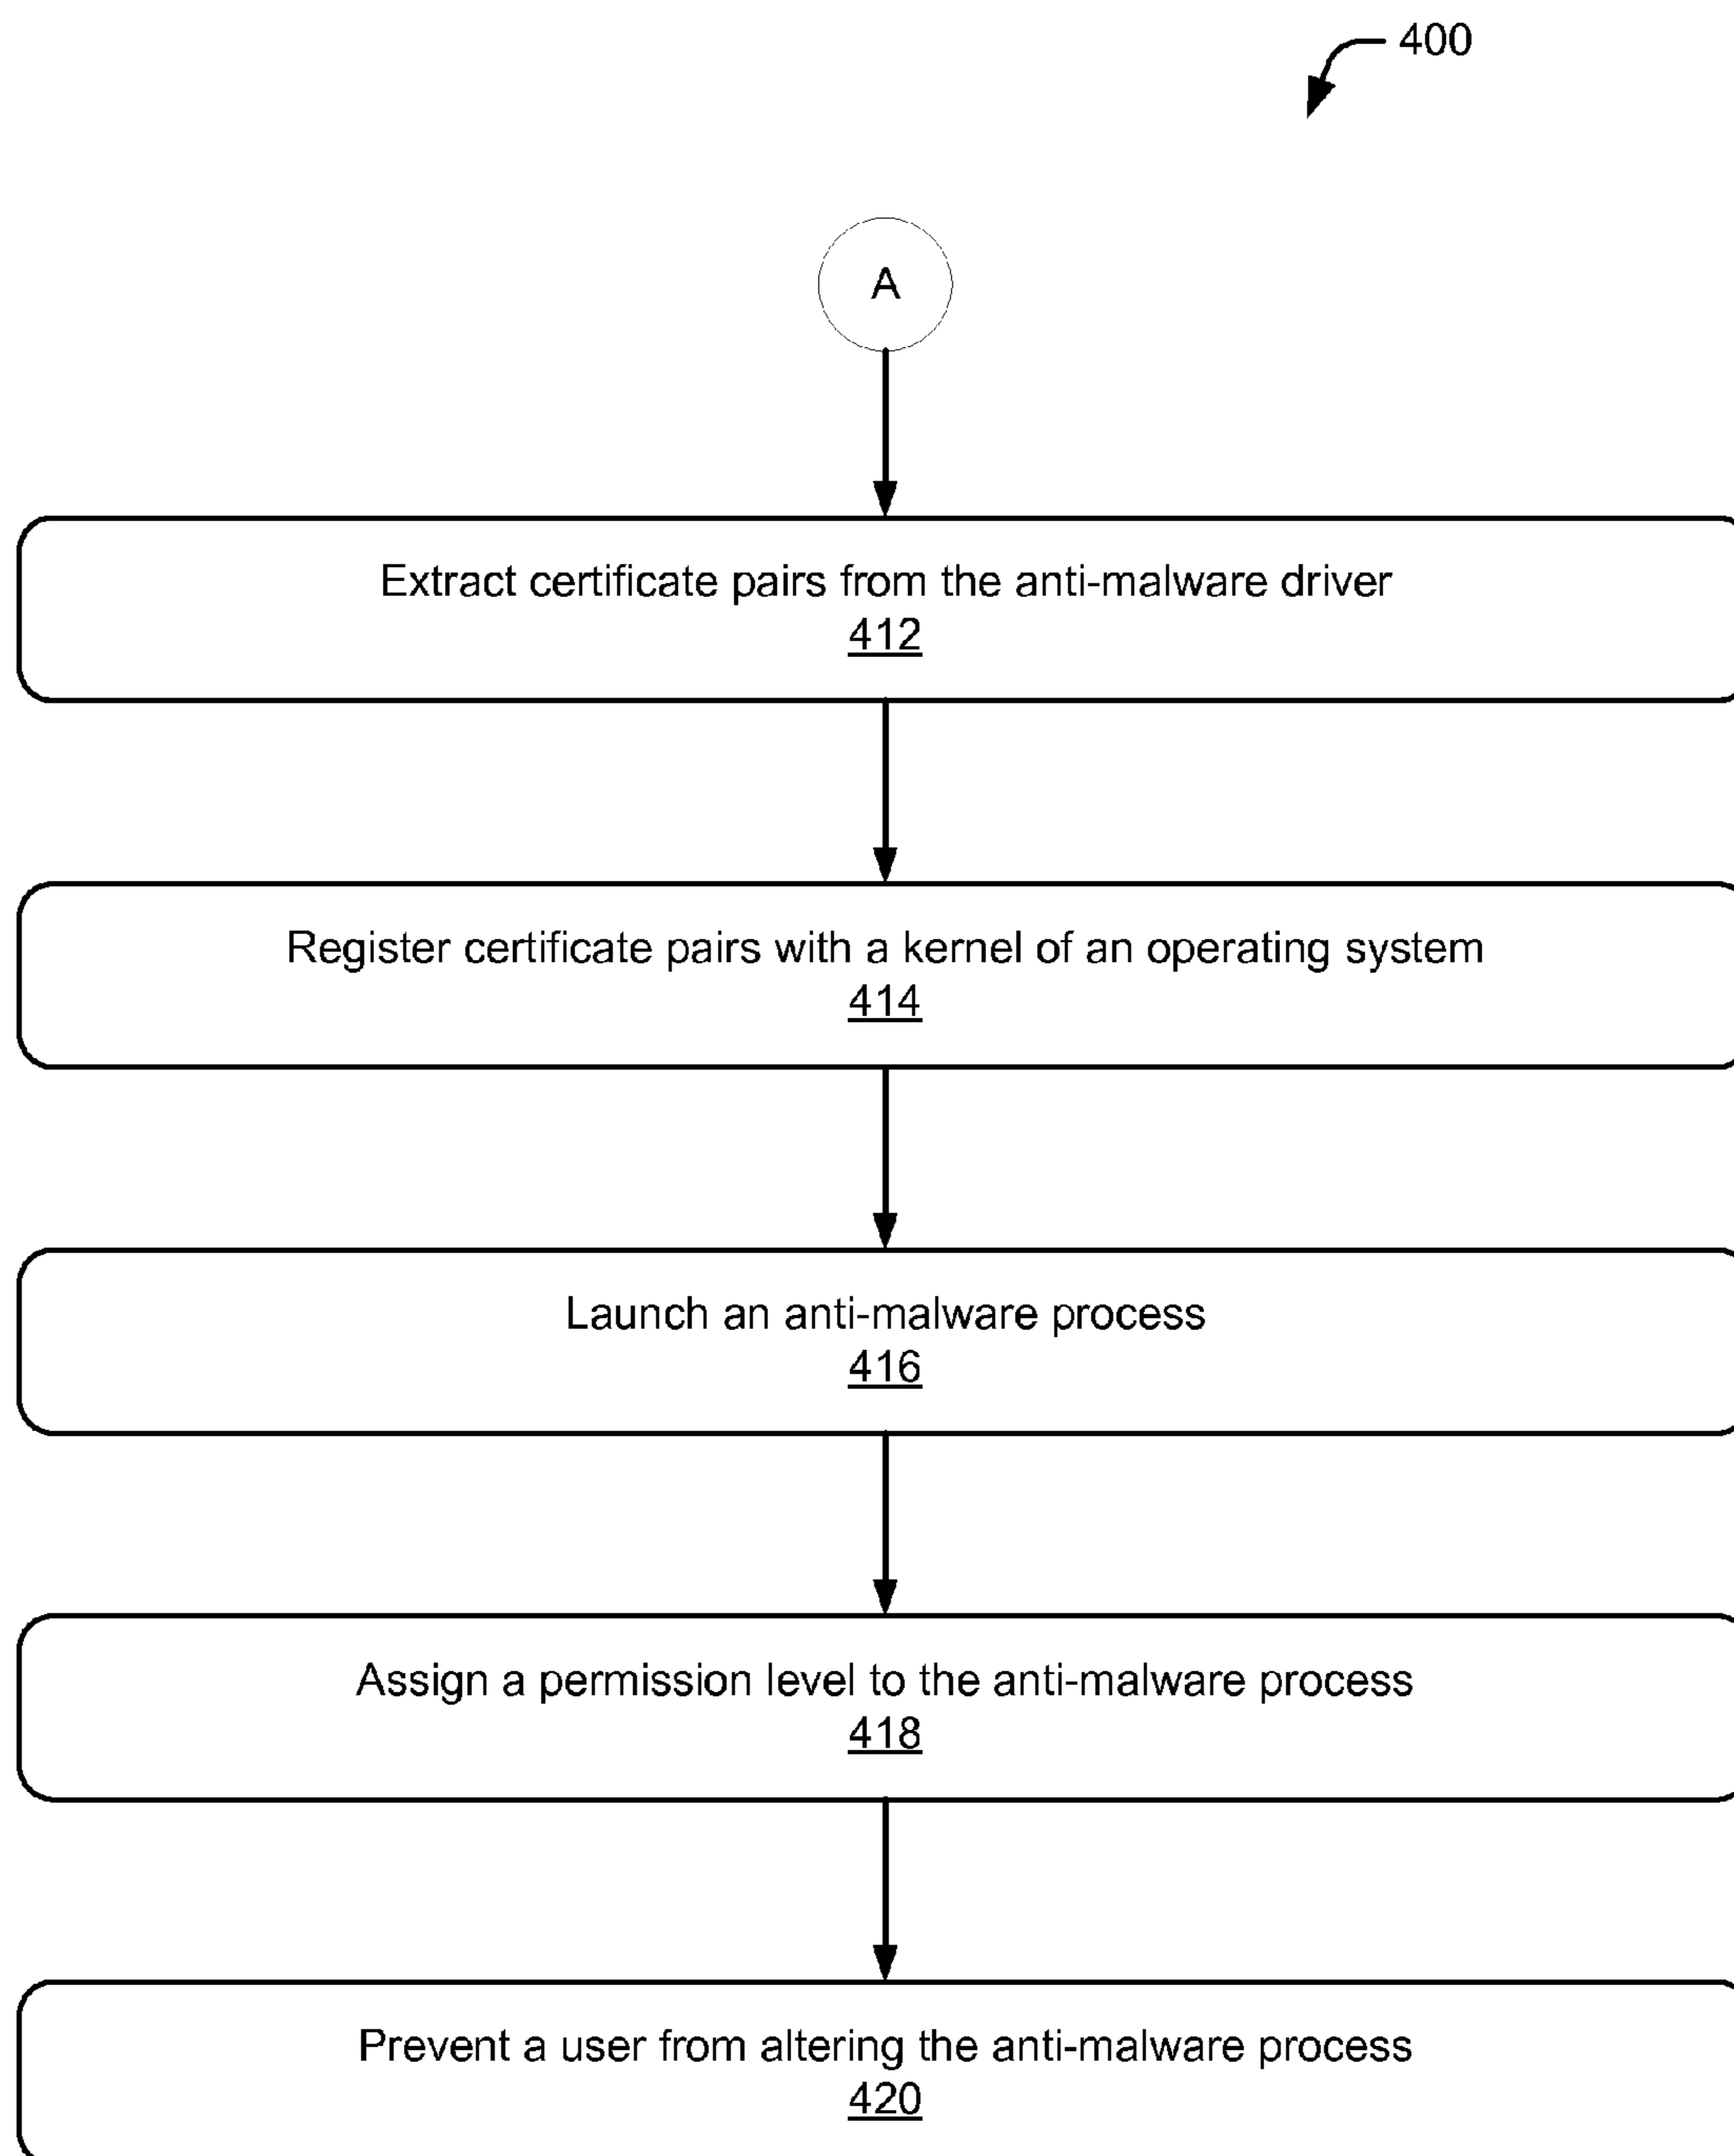 400
A
Extract certificate pairs from the anti-malware driver
412
Register certificate pairs with a kernel of an operating system
414
Launch an anti-malware process
416
Assign a permission level to the anti-malware process
418
Prevent a user from altering the anti-malware process
420